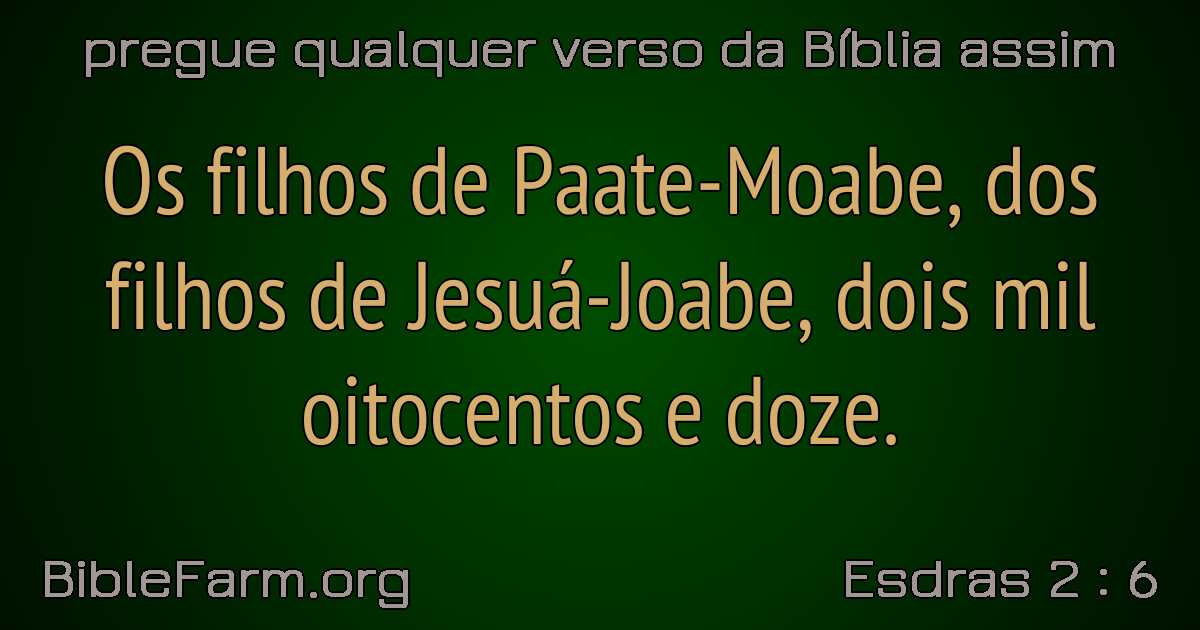 pregue qualquer verso da Bíblia assim
Os filhos de Paate-Moabe, dos
filhos de Jesuá-Joabe, dois mil
oitocentos e doze.
BibleFarm.org
Esdras 2 : 6